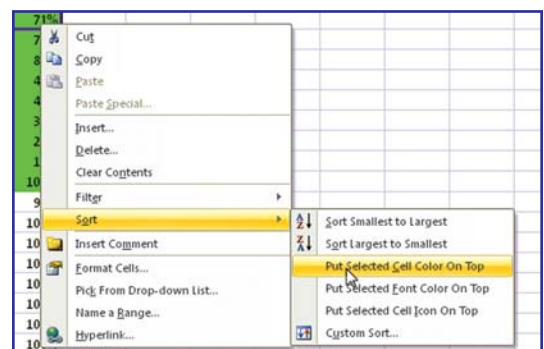 71%
7
Cut
8
Copy
4
Paste
4
Paste Special...
3
Insert...
2
Delete...
1
Clear Contents
10
9
Filter
10
Sort
Sort Smallest to Largest
10
Insert Comment
Sort Largest to Smallest
10
Format Cells...
Put Selected Cell Color On Top
10
Pick From Drop-down List...
Put Selected Font Color On Top
10
Name a Range...
Put Selected Cell Icon On Top
10
Hyperlink...
Custom Sort...
10